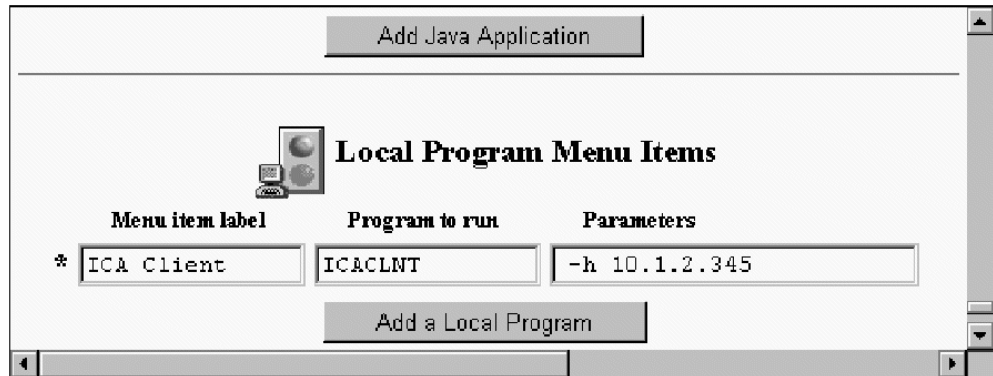 Add Java Application
Local Program Menu Items
Menu item label Program to run Parameters
* ICA Client ICACLNT -h 10.1.2.345
Add a Local Program